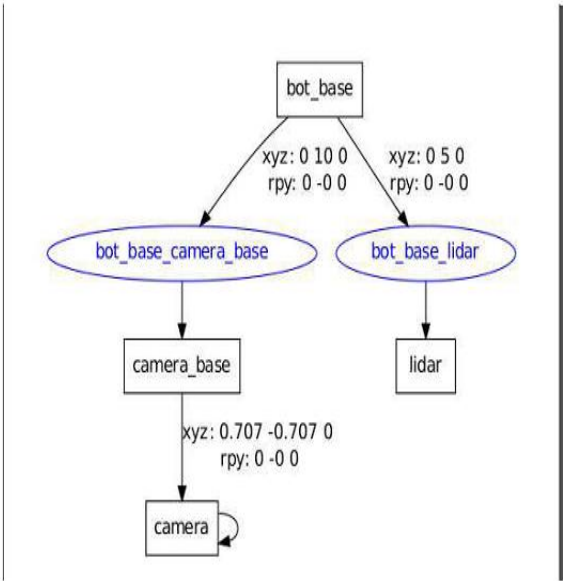 bot_base
xyz: 0 10 0
rpy: 0 -0 0
xyz: 0 5 0
rpy: 0 -0 0
bot_base_camera_base
bot_base_lidar
camera_base
lidar
xyz: 0.707 -0.707 0
rpy: 0 -0 0
camera